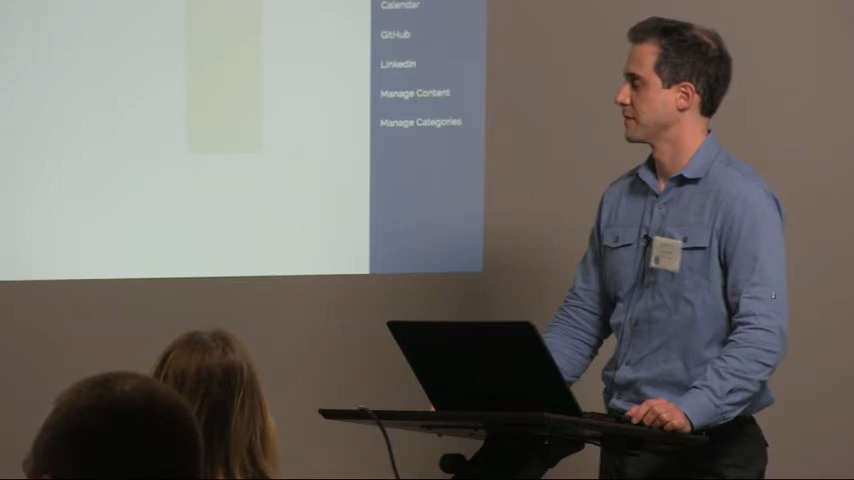 Calendar
GitHub
LinkedIn
Manage Content
Manage Categories